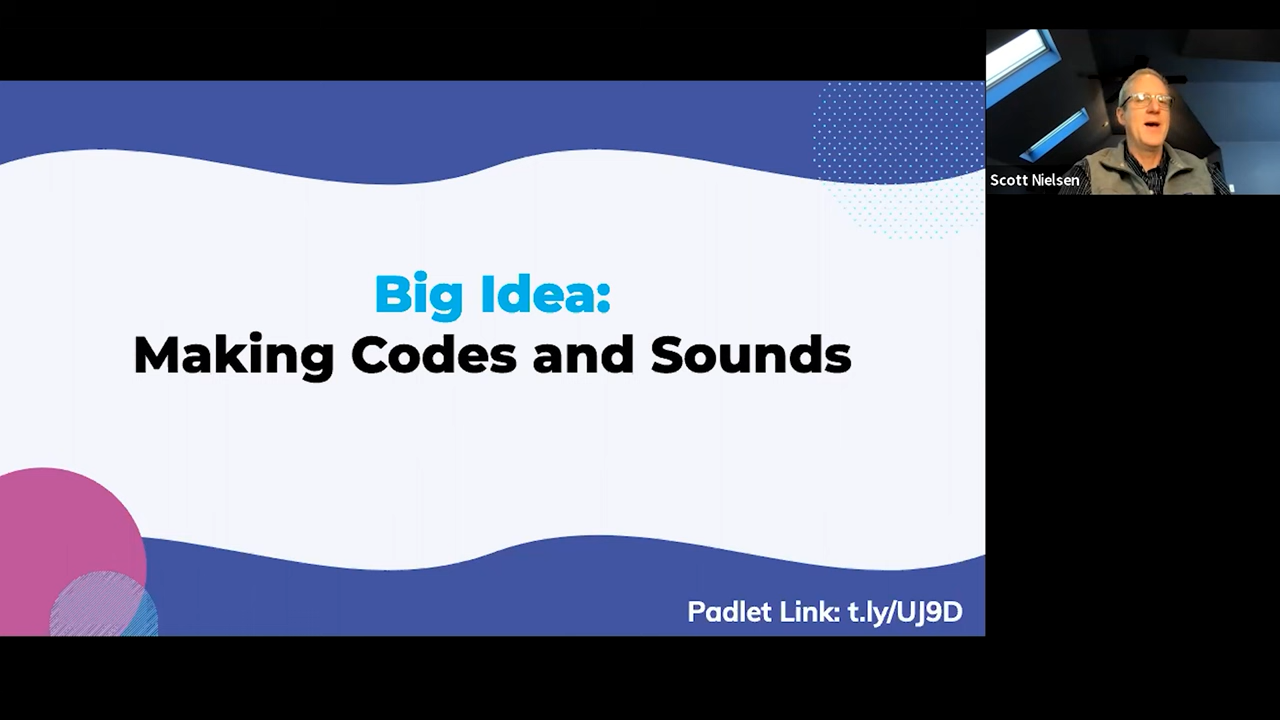 Big Idea:
Making Codes and Sounds
Padlet Link: t.ly/UJ9D
Scott Nielsen